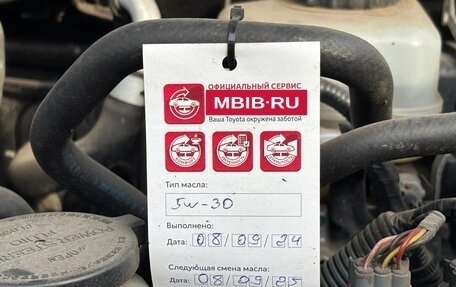 ОФИЦИАЛЬНЫЙ СЕРВИС
MBIB·RU
Ваша Toyota окружена заботой
Тип масла:
5w-30
Выполнено:
Дата: 08/09/24
Следующая смена масла:
Дата: 08/09/25